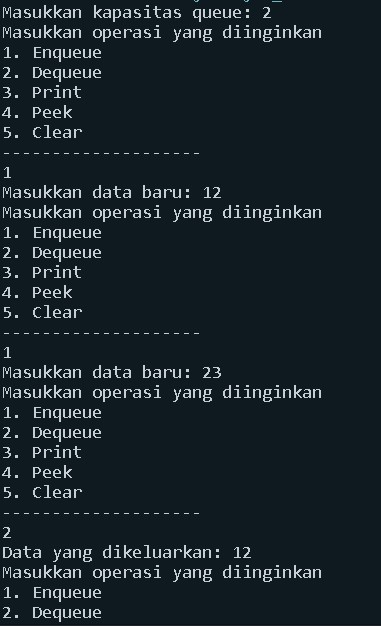 Masukkan kapasitas queue: 2
Masukkan operasi yang diinginkan
1. Enqueue
2. Dequeue
3. Print
4. Peek
5. Clear
--------------------
1
Masukkan data baru: 12
Masukkan operasi yang diinginkan
1. Enqueue
2. Dequeue
3. Print
4. Peek
5. Clear
--------------------
1
Masukkan data baru: 23
Masukkan operasi yang diinginkan
1. Enqueue
2. Dequeue
3. Print
4. Peek
5. Clear
--------------------
2
Data yang dikeluarkan: 12
Masukkan operasi yang diinginkan
1. Enqueue
2. Dequeue